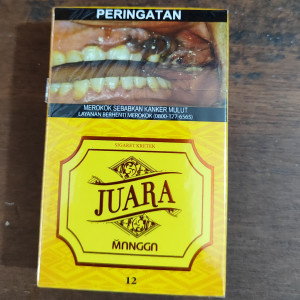 PERINGATAN
MEROKOK SEBABKAN KANKER MULUT
LAYANAN BERHENTI MEROKOK (0800-177-6565)
SIGARET KRETEK
JUARA
MANGGA
12